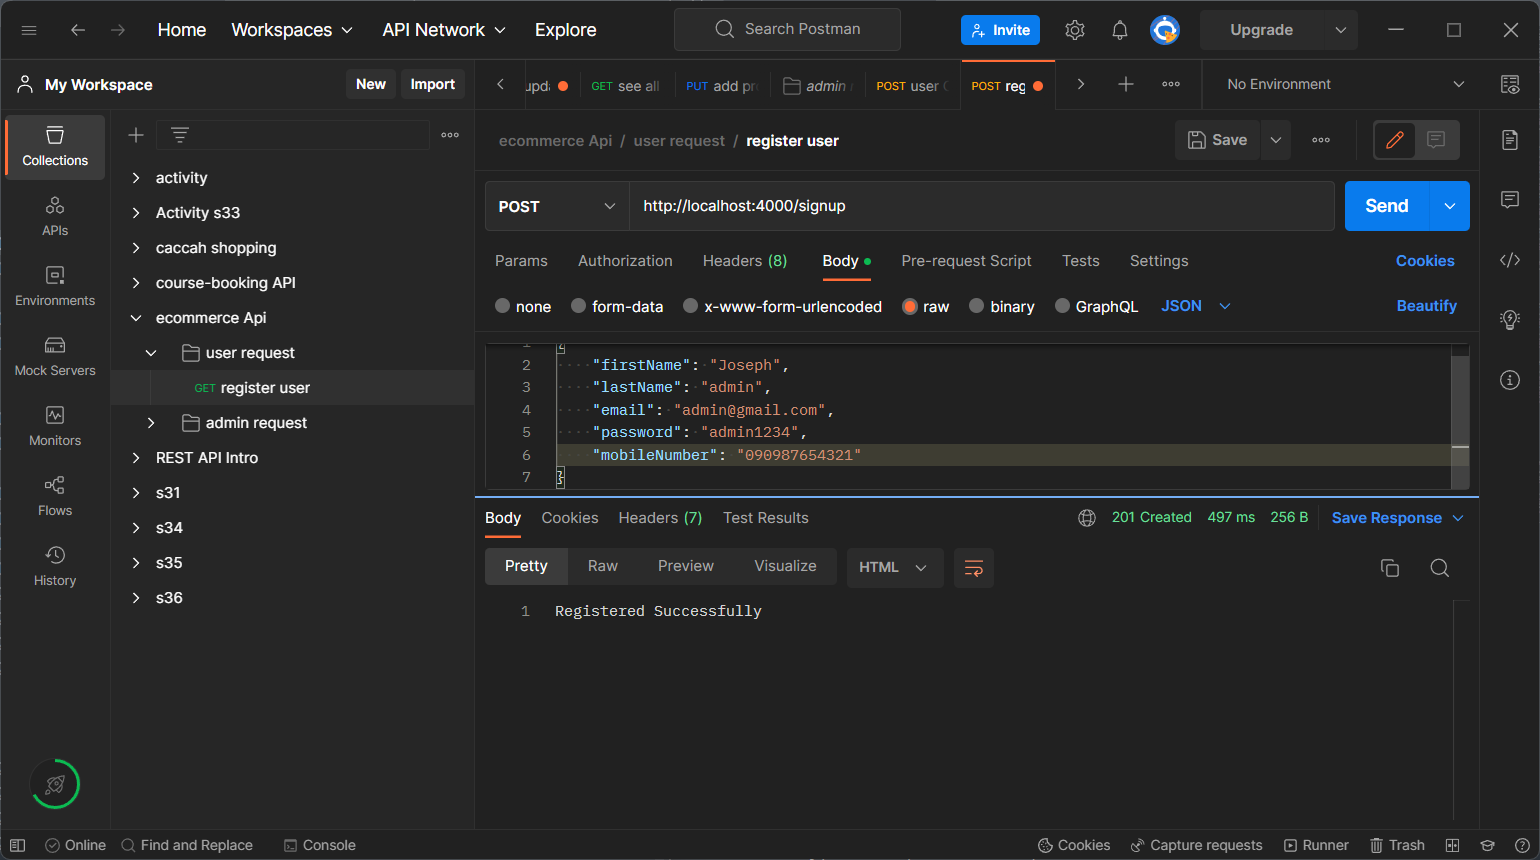 Home Workspaces API Network Explore Search Postman Invite Upgrade
My Workspace New Import
upda GET see all PUT add pr admin POST user POST reg No Environment
Collections
APIs
Environments
Mock Servers
Monitors
Flows
History
activity
Activity s33
caccah shopping
course-booking API
ecommerce Api
user request
GET register user
admin request
REST API Intro
s31
s34
s35
s36
ecommerce Api / user request / register user Save
POST http://localhost:4000/signup Send
Params Authorization Headers (8) Body Pre-request Script Tests Settings Cookies
none form-data x-www-form-urlencoded raw binary GraphQL JSON Beautify
1 {
2 "firstName": "Joseph",
3 "lastName": "admin",
4 "email": "admin@gmail.com",
5 "password": "admin1234",
6 "mobileNumber": "090987654321"
7 }
Body Cookies Headers (7) Test Results 201 Created 497 ms 256 B Save Response
Pretty Raw Preview Visualize HTML
1 Registered Successfully
Online Find and Replace Console Cookies Capture requests Runner Trash